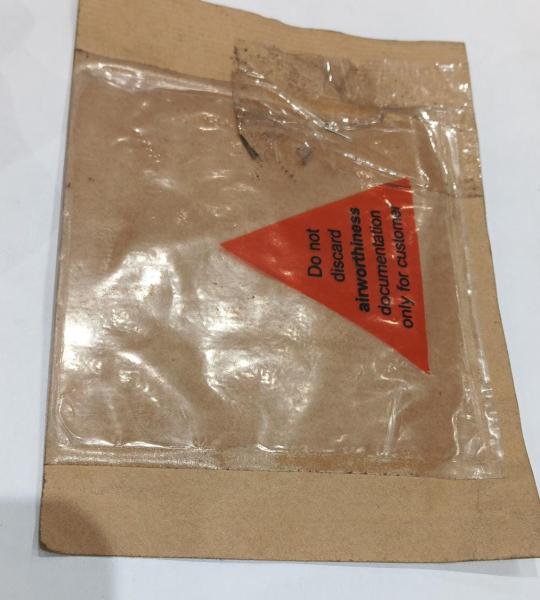 Do not
discard
airworthiness
documentation
only for customer